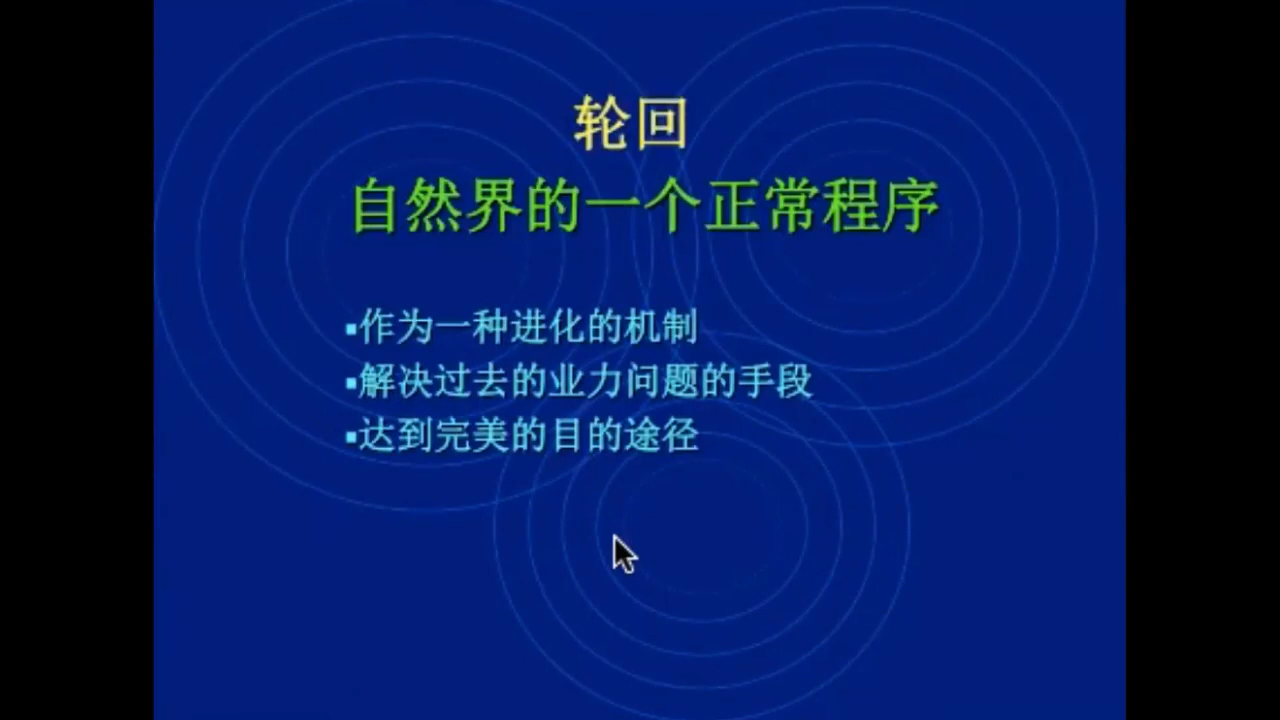 轮回
自然界的一个正常程序
▪作为一种进化的机制
▪解决过去的业力问题的手段
▪达到完美的目的途径